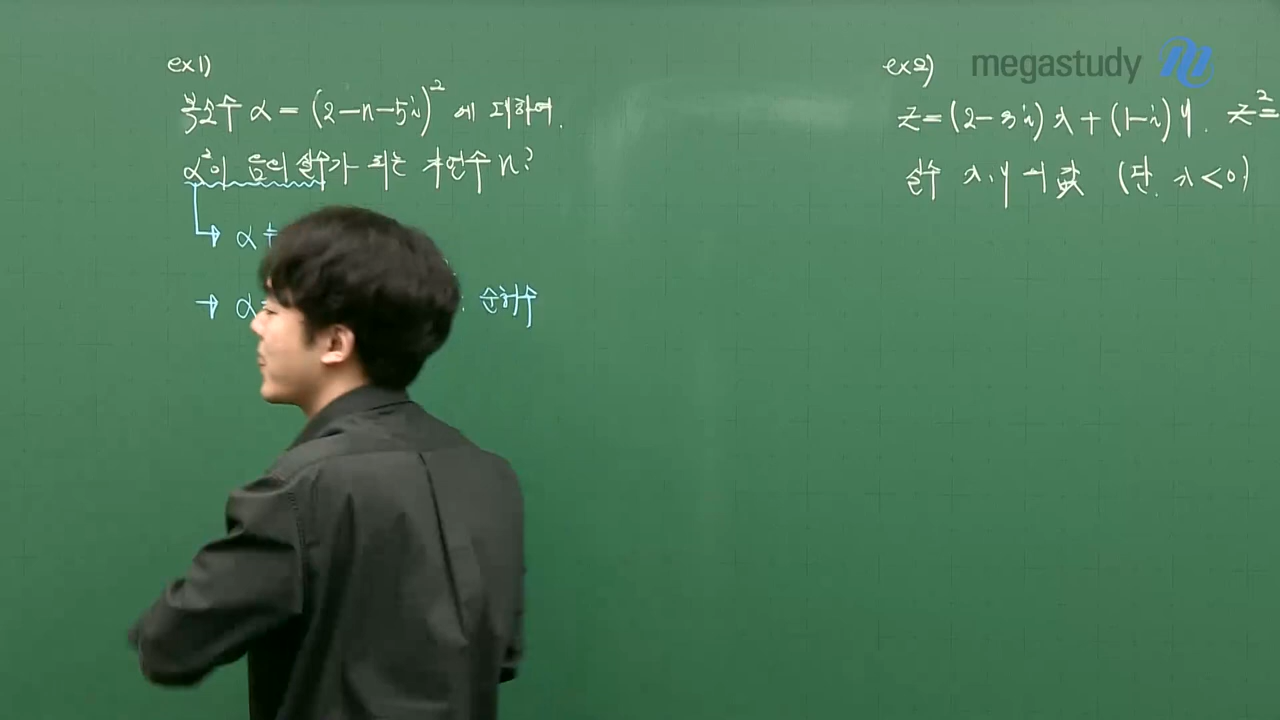 ex1)
복소수 α = (2-n-5i)² 에 대하여.
α²이 음의 실수가 되는 자연수 n?
→ α
→ α : 순허수
ex2)
megastudy
z = (2-3i)x + (1-i)y. z² =
실수 x, y 의 값 (단, x < 0)